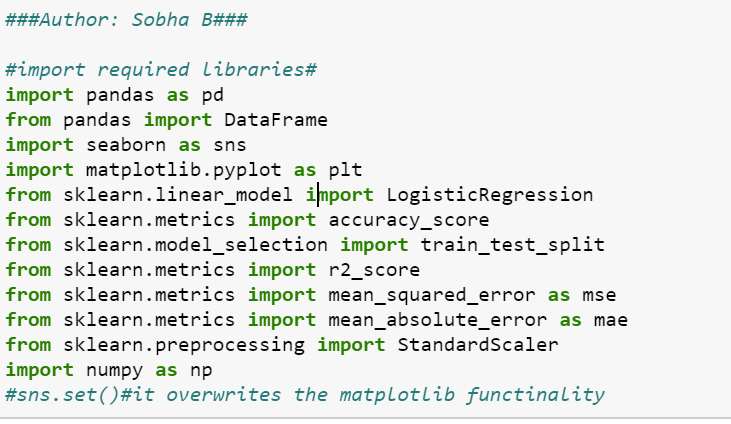 ###Author: Sobha B###
#import required libraries#
import pandas as pd
from pandas import DataFrame
import seaborn as sns
import matplotlib.pyplot as plt
from sklearn.linear_model import LogisticRegression
from sklearn.metrics import accuracy_score
from sklearn.model_selection import train_test_split
from sklearn.metrics import r2_score
from sklearn.metrics import mean_squared_error as mse
from sklearn.metrics import mean_absolute_error as mae
from sklearn.preprocessing import StandardScaler
import numpy as np
#sns.set()#it overwrites the matplotlib functinality